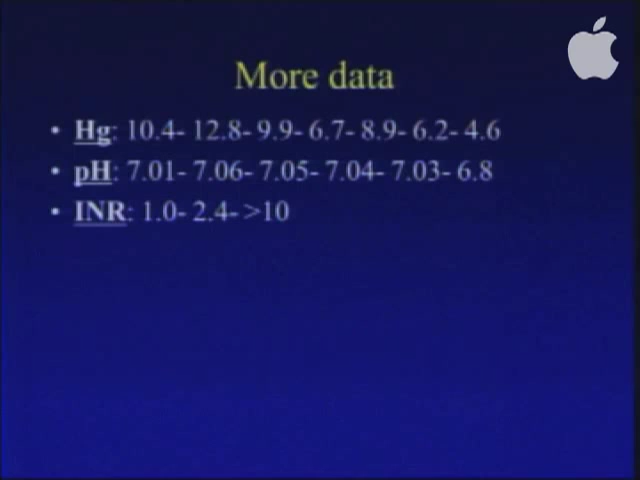 More data
• Hg: 10.4- 12.8- 9.9- 6.7- 8.9- 6.2- 4.6
• pH: 7.01- 7.06- 7.05- 7.04- 7.03- 6.8
• INR: 1.0- 2.4- >10